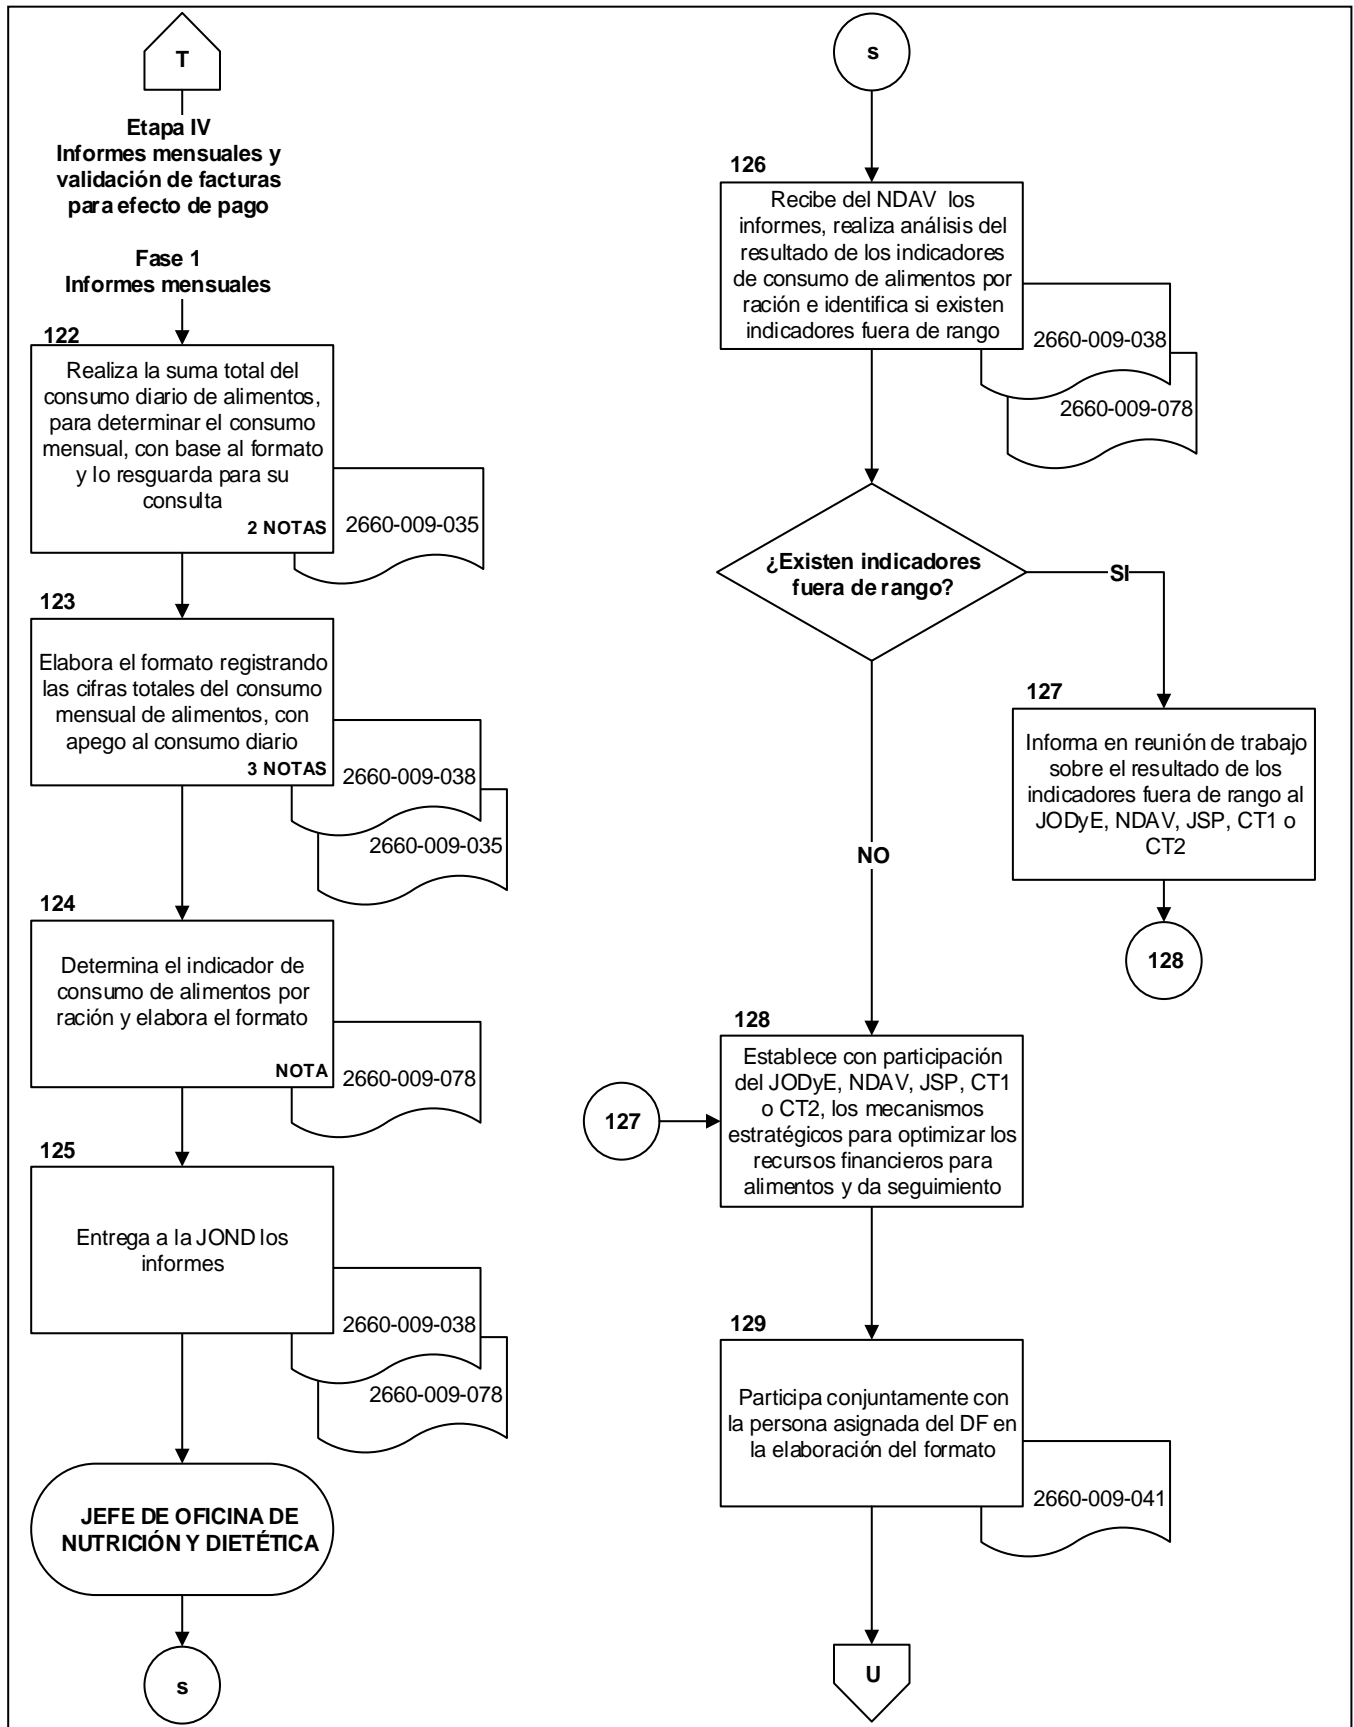 T
Etapa IV
Informes mensuales y
validación de facturas
para efecto de pago
Fase 1
Informes mensuales
122
Realiza la suma total del
consumo diario de alimentos,
para determinar el consumo
mensual, con base al formato
y lo resguarda para su
consulta
2 NOTAS
2660-009-035
123
Elabora el formato registrando
las cifras totales del consumo
mensual de alimentos, con
apego al consumo diario
3 NOTAS
2660-009-038
2660-009-035
124
Determina el indicador de
consumo de alimentos por
ración y elabora el formato
NOTA
2660-009-078
125
Entrega a la JOND los
informes
2660-009-038
2660-009-078
JEFE DE OFICINA DE
NUTRICIÓN Y DIETÉTICA
s
s
126
Recibe del NDAV los
informes, realiza análisis del
resultado de los indicadores
de consumo de alimentos por
ración e identifica si existen
indicadores fuera de rango
2660-009-038
2660-009-078
¿Existen indicadores
fuera de rango?
SI
127
Informa en reunión de trabajo
sobre el resultado de los
indicadores fuera de rango al
JODyE, NDAV, JSP, CT1 o
CT2
128
NO
128
Establece con participación
del JODyE, NDAV, JSP, CT1
o CT2, los mecanismos
estratégicos para optimizar los
recursos financieros para
alimentos y da seguimiento
127
129
Participa conjuntamente con
la persona asignada del DF en
la elaboración del formato
2660-009-041
U